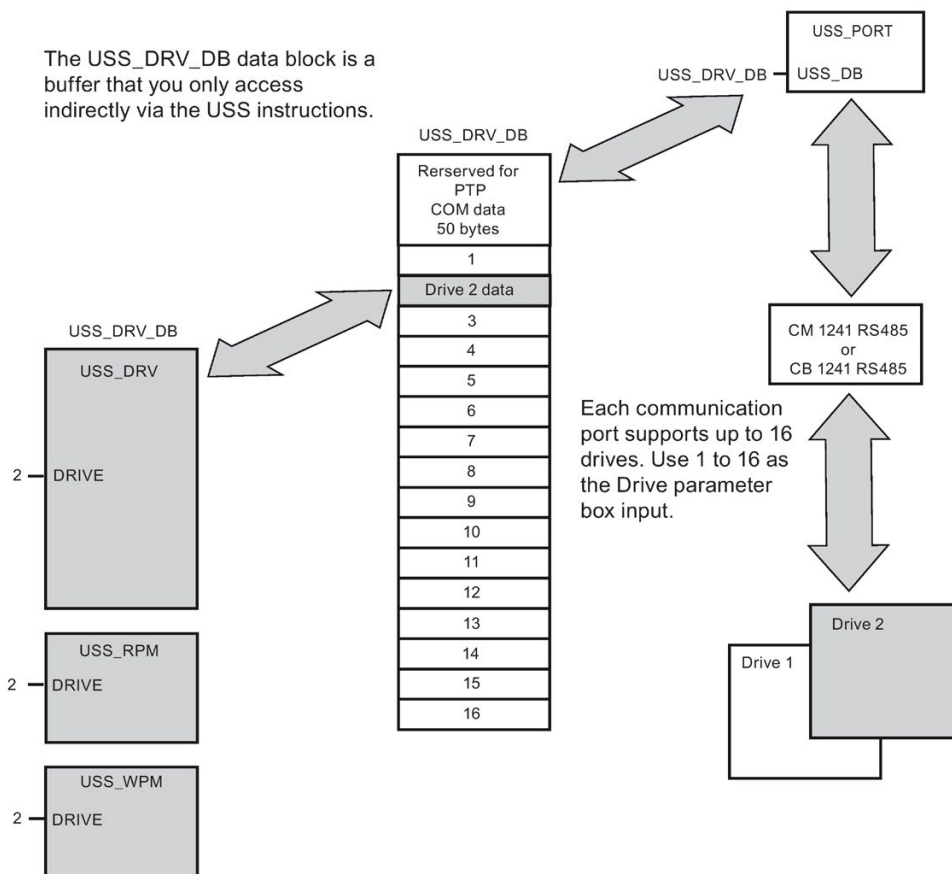 The USS_DRV_DB data block is a
buffer that you only access
indirectly via the USS instructions.
USS_PORT
USS_DRV_DB
USS_DB
USS_DRV_DB
Rerserved for
PTP
COM data
50 bytes
1
Drive 2 data
3
4
5
6
7
8
9
10
11
12
13
14
15
16
USS_DRV_DB
USS_DRV
2
DRIVE
USS_RPM
2
DRIVE
USS_WPM
2
DRIVE
CM 1241 RS485
or
CB 1241 RS485
Each communication
port supports up to 16
drives. Use 1 to 16 as
the Drive parameter
box input.
Drive 2
Drive 1